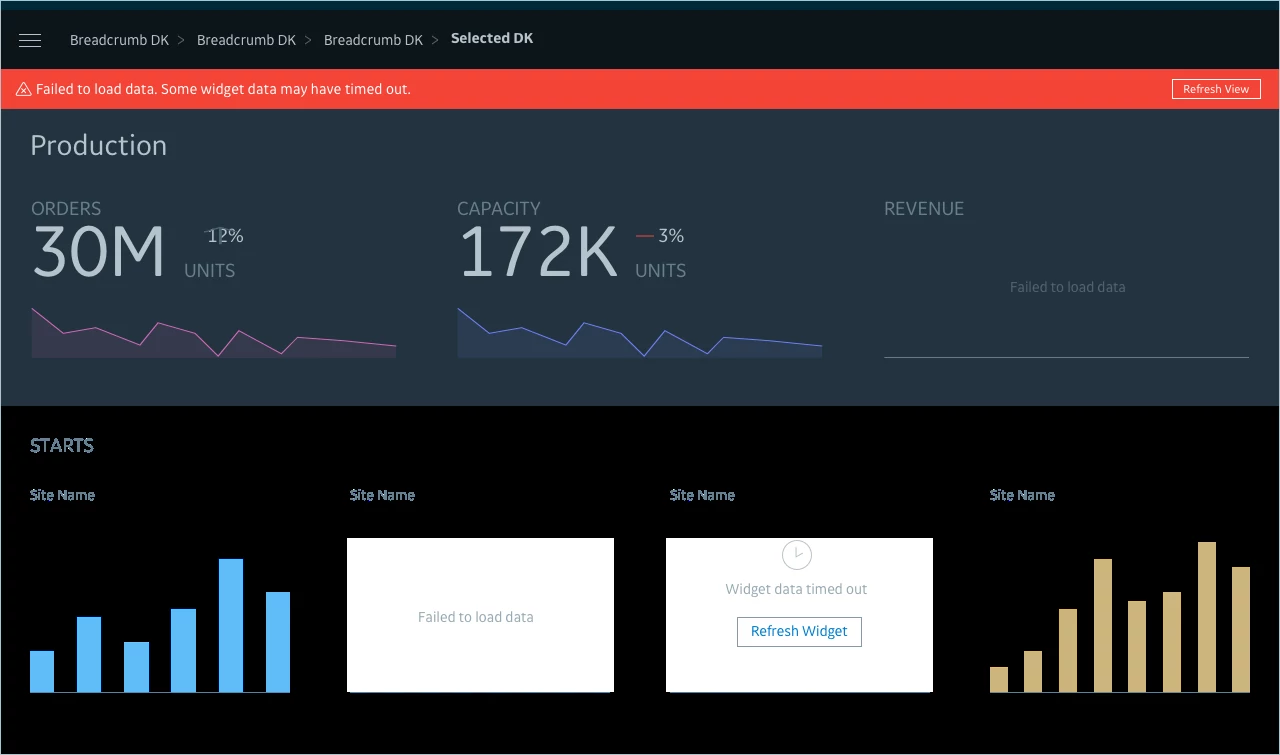 Breadcrumb DK > Breadcrumb DK > Breadcrumb DK > Selected DK
Failed to load data. Some widget data may have timed out.
Refresh View
Production
ORDERS
30M 12%
UNITS
CAPACITY
172K 3%
UNITS
REVENUE
Failed to load data
STARTS
Site Name
Site Name
Site Name
Site Name
Failed to load data
Widget data timed out
Refresh Widget